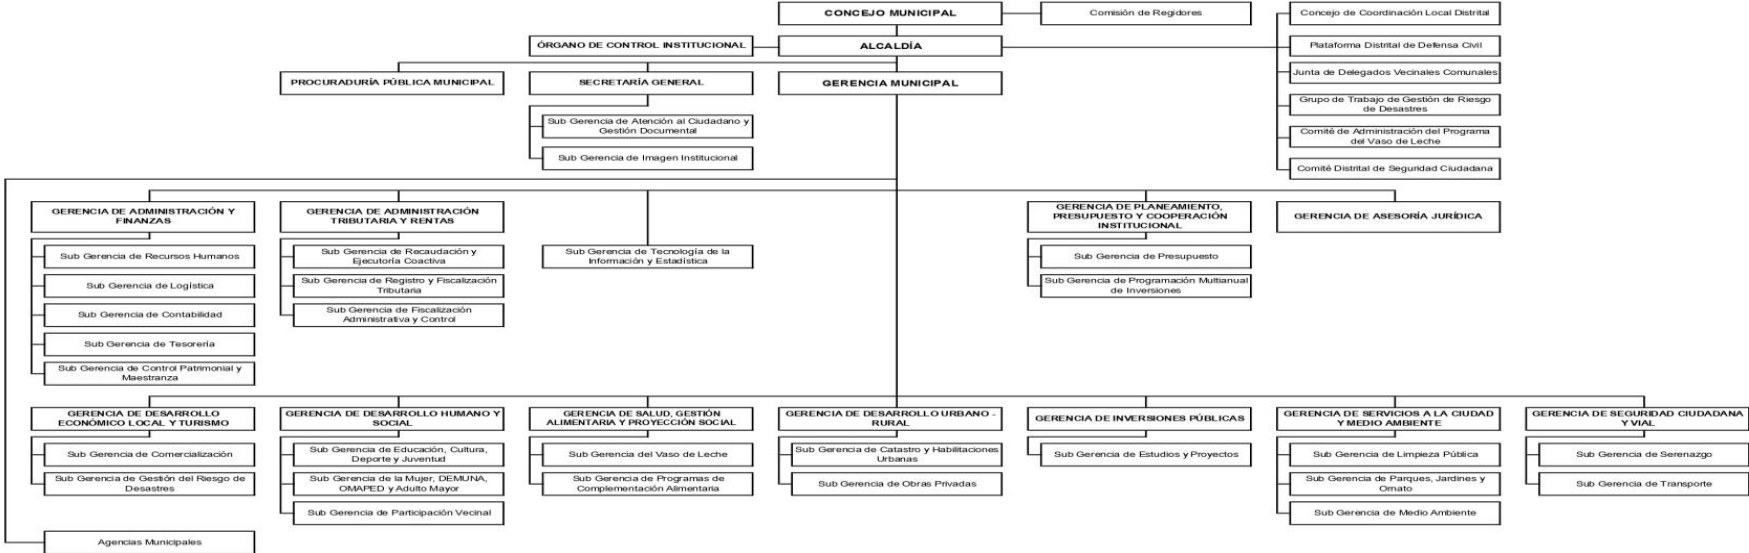 CONCEJO MUNICIPAL
Comisión de Regidores
Concejo de Coordinación Local Distrital
ÓRGANO DE CONTROL INSTITUCIONAL
ALCALDÍA
Plataforma Distrital de Defensa Civil
PROCURADURÍA PÚBLICA MUNICIPAL
SECRETARÍA GENERAL
GERENCIA MUNICIPAL
Junta de Delegados Vecinales Comunales
Grupo de Trabajo de Gestión de Riesgo
de Desastres
Sub Gerencia de Atención al Ciudadano y
Gestión Documental
Comité de Administración del Programa
del Vaso de Leche
Sub Gerencia de Imagen Institucional
Comité Distrital de Seguridad Ciudadana
GERENCIA DE ADMINISTRACIÓN Y
FINANZAS
GERENCIA DE ADMINISTRACIÓN
TRIBUTARIA Y RENTAS
GERENCIA DE PLANEAMIENTO,
PRESUPUESTO Y COOPERACIÓN
INSTITUCIONAL
GERENCIA DE ASESORÍA JURÍDICA
Sub Gerencia de Recursos Humanos
Sub Gerencia de Recaudación y
Ejecutoría Coactiva
Sub Gerencia de Tecnología de la
Información y Estadística
Sub Gerencia de Presupuesto
Sub Gerencia de Logística
Sub Gerencia de Registro y Fiscalización
Tributaria
Sub Gerencia de Programación Multianual
de Inversiones
Sub Gerencia de Contabilidad
Sub Gerencia de Fiscalización
Administrativa y Control
Sub Gerencia de Tesorería
Sub Gerencia de Control Patrimonial y
Maestranza
GERENCIA DE DESARROLLO
ECONÓMICO LOCAL Y TURISMO
GERENCIA DE DESARROLLO HUMANO Y
SOCIAL
GERENCIA DE SALUD, GESTIÓN
ALIMENTARIA Y PROYECCIÓN SOCIAL
GERENCIA DE DESARROLLO URBANO -
RURAL
GERENCIA DE INVERSIONES PÚBLICAS
GERENCIA DE SERVICIOS A LA CIUDAD
Y MEDIO AMBIENTE
GERENCIA DE SEGURIDAD CIUDADANA
Y VIAL
Sub Gerencia de Comercialización
Sub Gerencia de Educación, Cultura,
Deporte y Juventud
Sub Gerencia del Vaso de Leche
Sub Gerencia de Catastro y Habilitaciones
Urbanas
Sub Gerencia de Estudios y Proyectos
Sub Gerencia de Limpieza Pública
Sub Gerencia de Serenazgo
Sub Gerencia de Gestión del Riesgo de
Desastres
Sub Gerencia de la Mujer, DEMUNA,
OMAPED y Adulto Mayor
Sub Gerencia de Programas de
Complementación Alimentaria
Sub Gerencia de Obras Privadas
Sub Gerencia de Parques, Jardines y
Ornato
Sub Gerencia de Transporte
Sub Gerencia de Participación Vecinal
Sub Gerencia de Medio Ambiente
Agencias Municipales